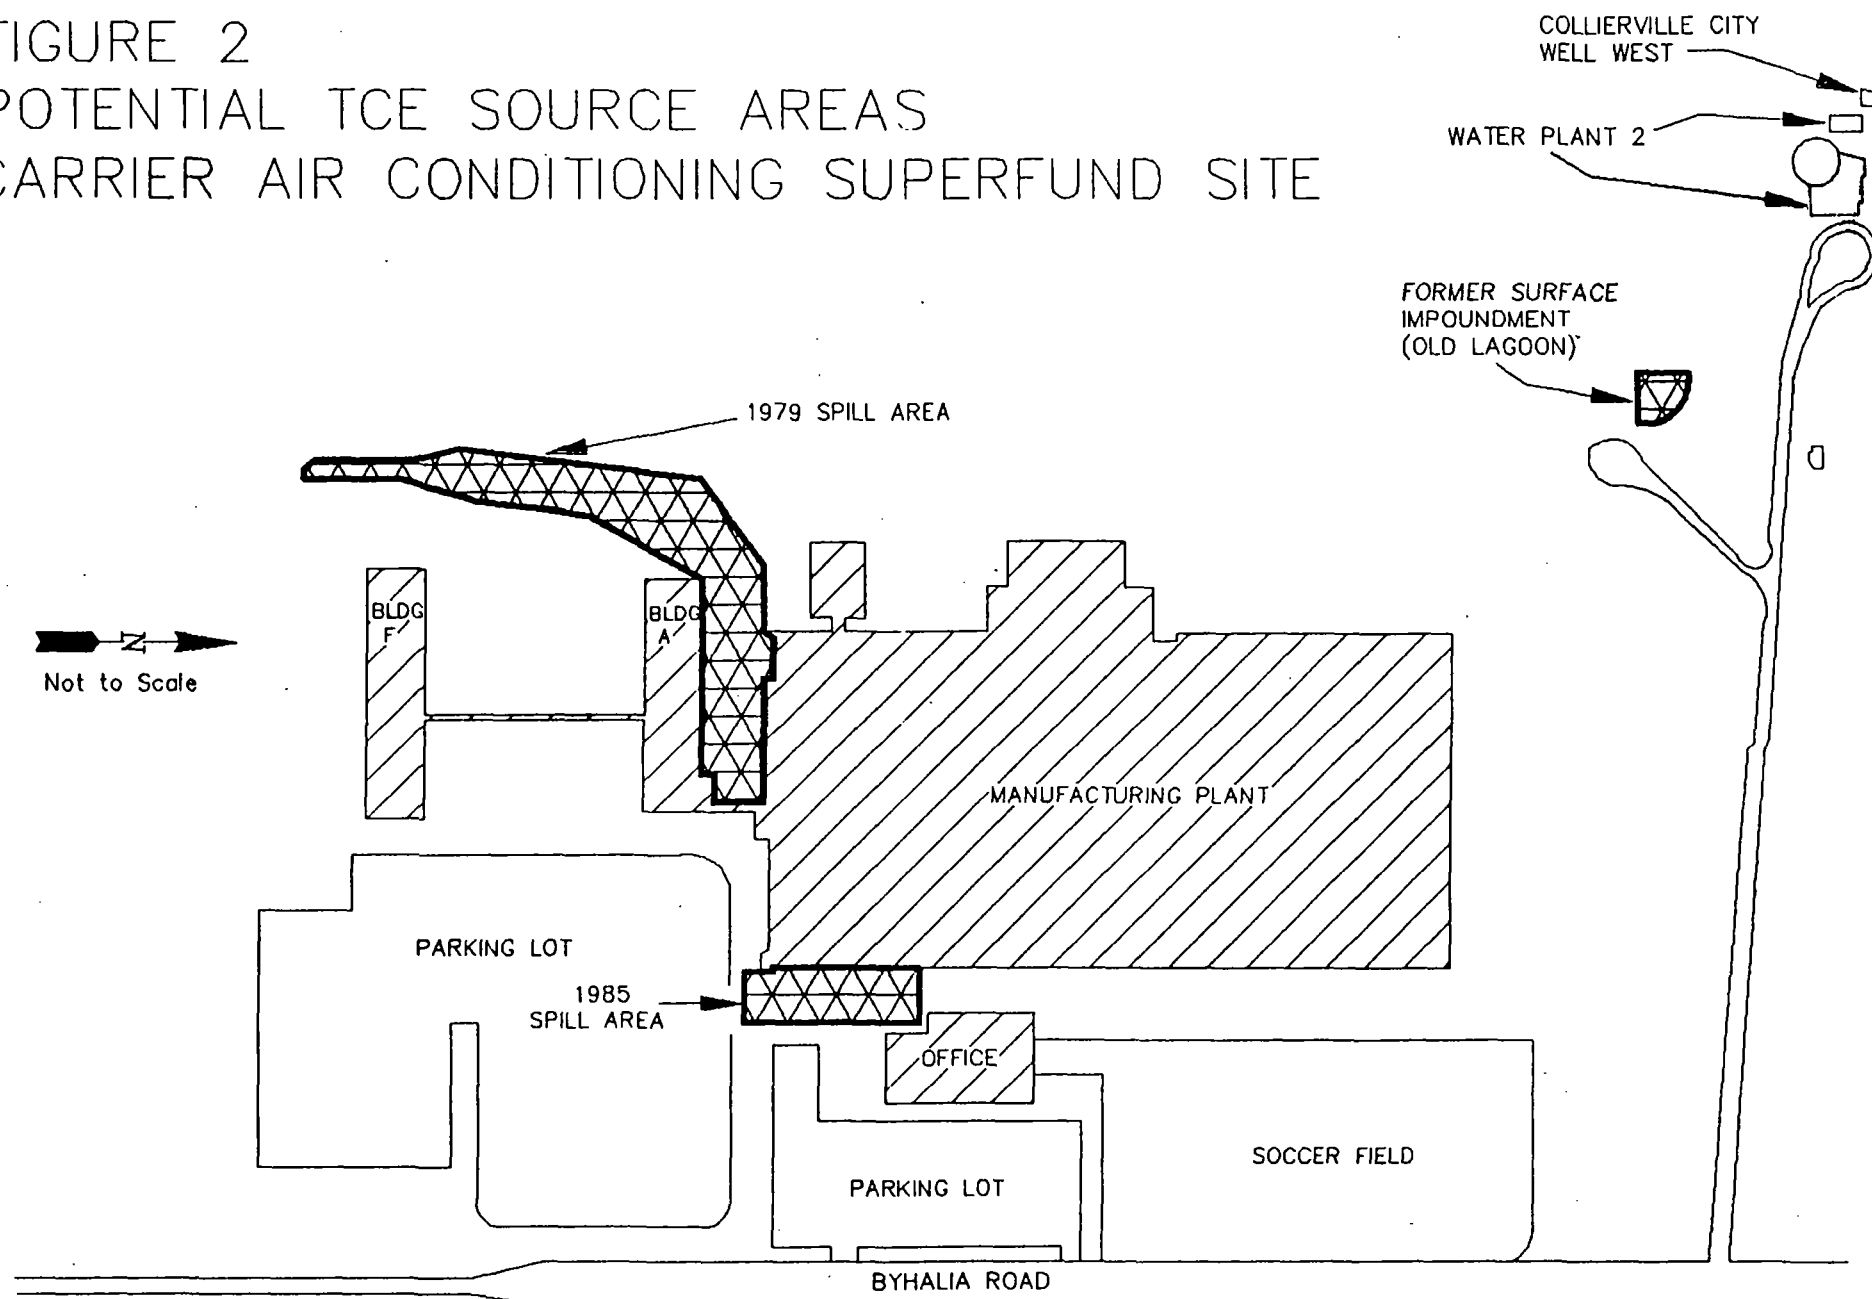 FIGURE 2
POTENTIAL TCE SOURCE AREAS
CARRIER AIR CONDITIONING SUPERFUND SITE
COLLIERVILLE CITY
WELL WEST
WATER PLANT 2
FORMER SURFACE
IMPOUNDMENT
(OLD LAGOON)
1979 SPILL AREA
BLDG
F
BLDG
A
N
Not to Scale
MANUFACTURING PLANT
PARKING LOT
1985
SPILL AREA
OFFICE
SOCCER FIELD
PARKING LOT
BYHALIA ROAD